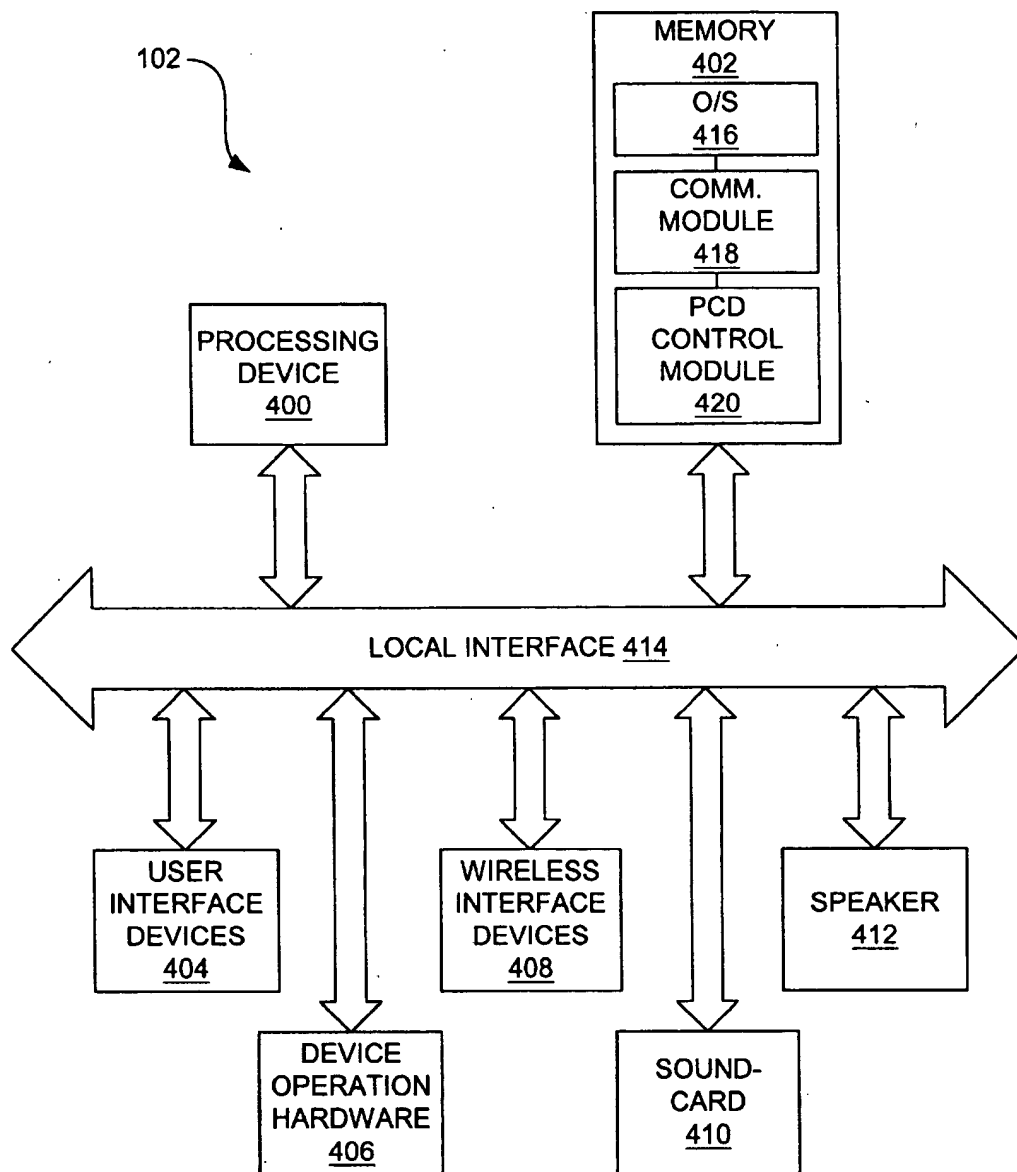 102
MEMORY
402
O/S
416
COMM.
MODULE
418
PCD
CONTROL
MODULE
420
PROCESSING
DEVICE
400
LOCAL INTERFACE 414
USER
INTERFACE
DEVICES
404
WIRELESS
INTERFACE
DEVICES
408
SPEAKER
412
DEVICE
OPERATION
HARDWARE
406
SOUND-
CARD
410